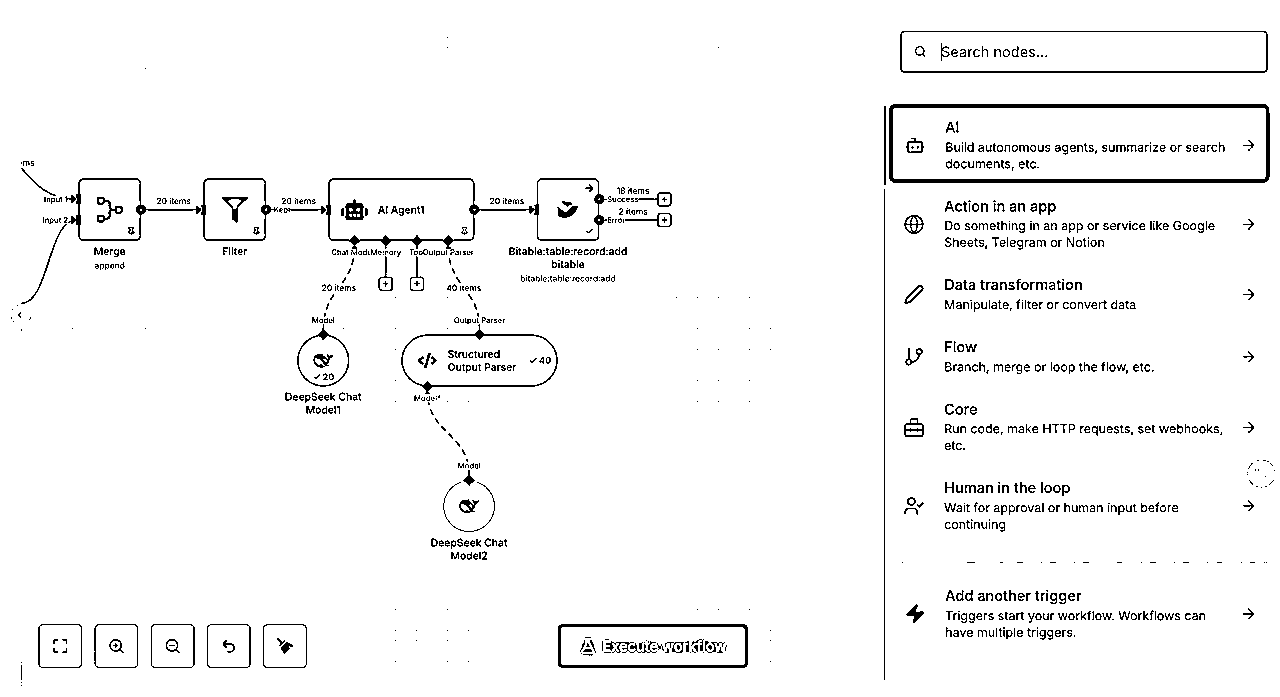 Search nodes...
AI
Build autonomous agents, summarize or search
documents, etc.
Action in an app
Do something in an app or service like Google
Sheets, Telegram or Notion
Data transformation
Manipulate, filter or convert data
Flow
Branch, merge or loop the flow, etc.
Core
Run code, make HTTP requests, set webhooks,
etc.
Human in the loop
Wait for approval or human input before
continuing
Add another trigger
Triggers start your workflow. Workflows can
have multiple triggers.
Input 1
Input 2
Merge
append
20 items
Filter
20 items
Kept
AI Agent1
Chat Mod
Memory
Too
Output Parser
20 items
18 items
Success
2 items
Error
Bitable:table:record:add
bitable
bitable:table:record:add
20 items
40 items
Model
Output Parser
20
DeepSeek Chat
Model1
Structured
Output Parser
40
Model*
Model
DeepSeek Chat
Model2
Execute workflow